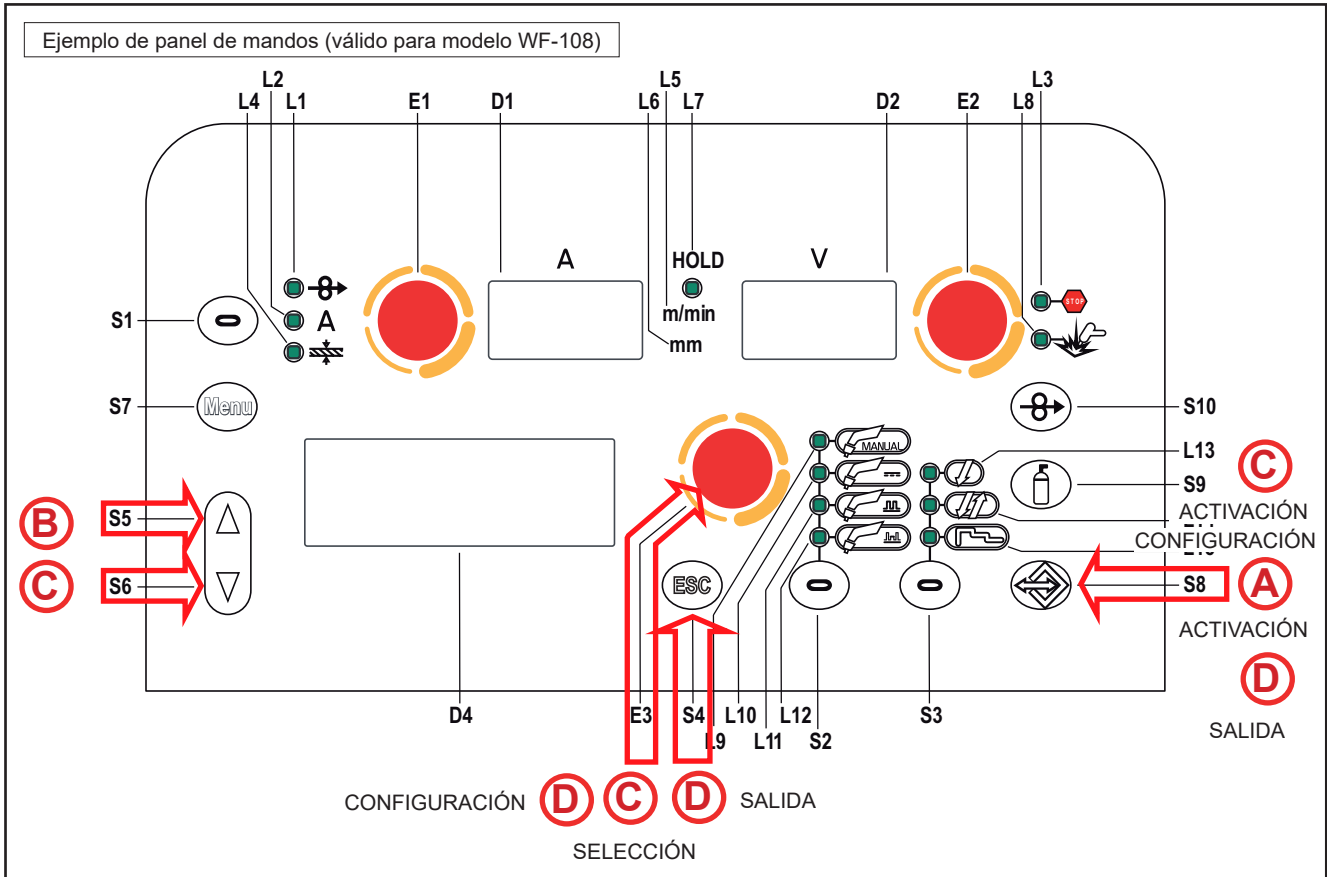 Ejemplo de panel de mandos (válido para modelo WF-108)
L2 L5 L3
L4 L1 E1 D1 L6 L7 D2 E2 L8
A HOLD V
S1 A m/min STOP
mm
S7 Menu S10
MANUAL L13
C
S9
B S5 ACTIVACIÓN
CONFIGURACIÓN
C S6 ESC S8 A
ACTIVACIÓN
D
D4 E3 S4 L10 L12 S3
L9 L11 S2 SALIDA
CONFIGURACIÓN D C D SALIDA
SELECCIÓN